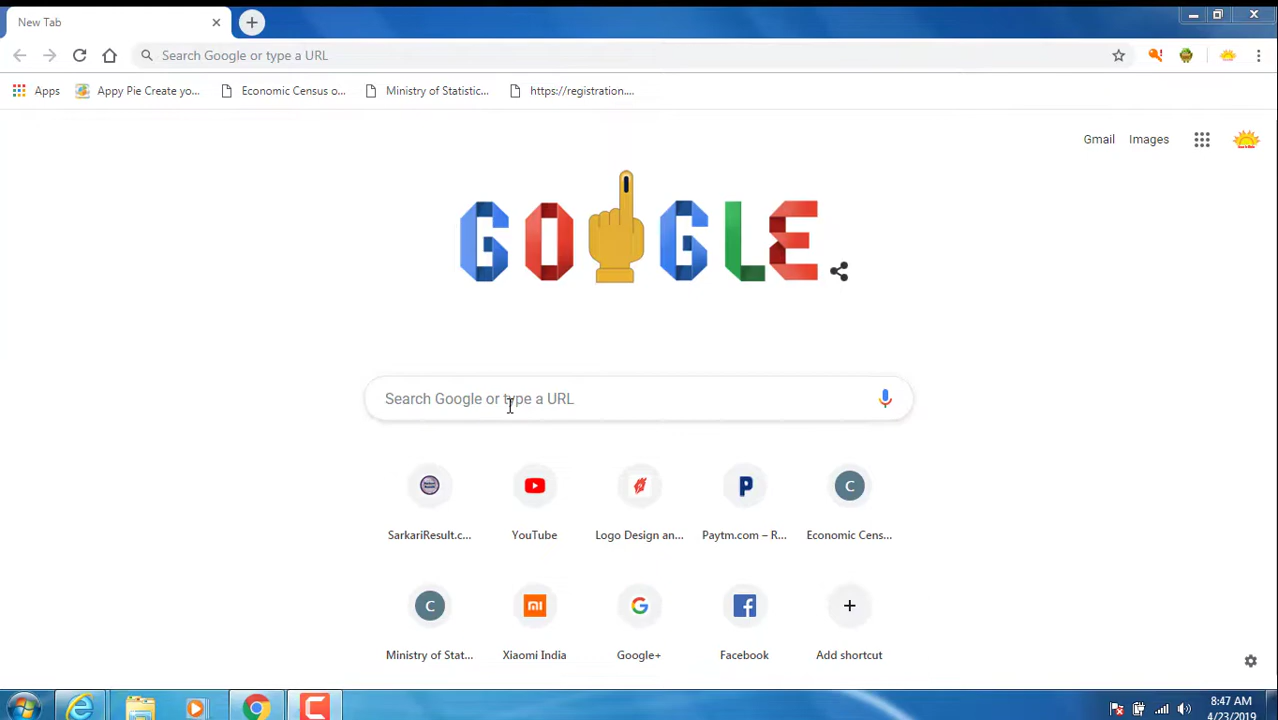 New Tab
Search Google or type a URL
Apps
Appy Pie Create yo...
Economic Census o...
Ministry of Statistic...
https://registration....
Gmail
Images
GOOGLE
Search Google or type a URL
SarkariResult.c...
YouTube
Logo Design an...
Paytm.com – R...
Economic Cens...
Ministry of Stat...
Xiaomi India
Google+
Facebook
Add shortcut
8:47 AM
4/23/2019